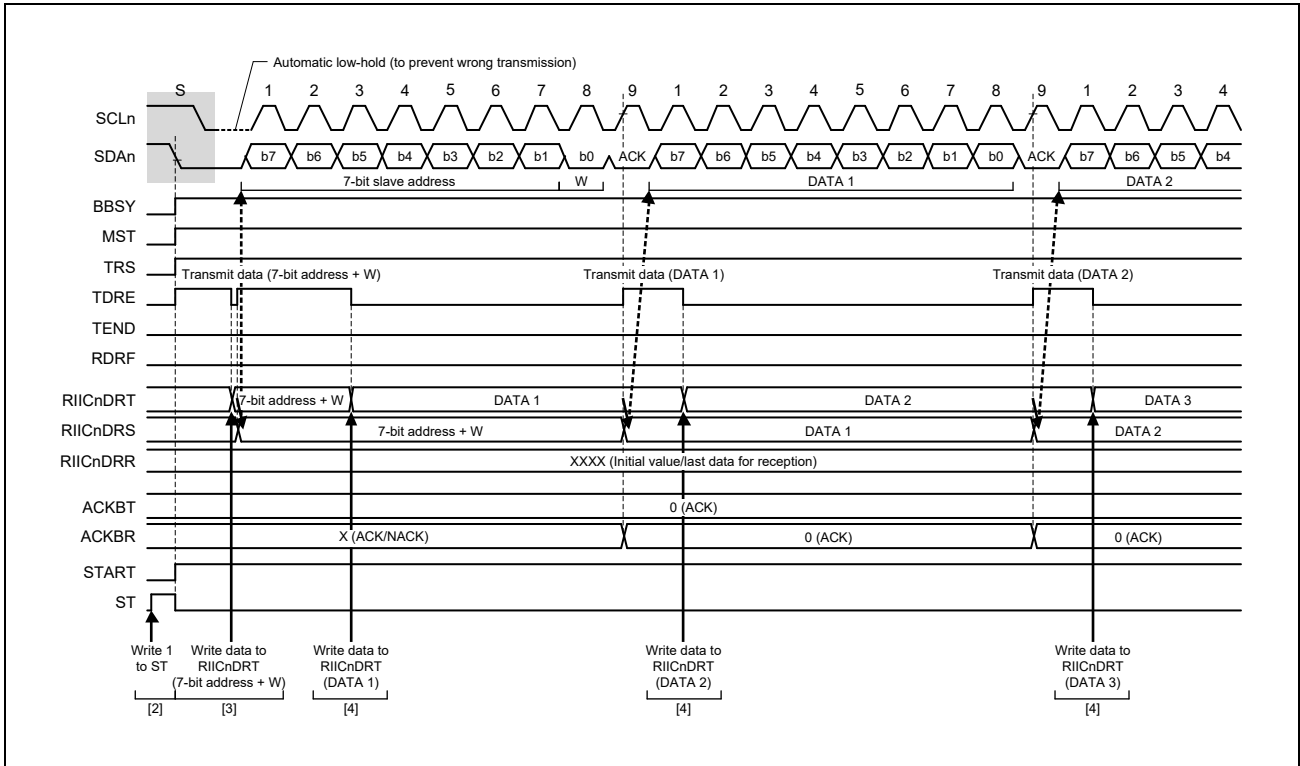 Automatic low-hold (to prevent wrong transmission)
S 1 2 3 4 5 6 7 8 9 1 2 3 4 5 6 7 8 9 1 2 3 4
SCLn
SDAn b7 b6 b5 b4 b3 b2 b1 b0 ACK b7 b6 b5 b4 b3 b2 b1 b0 ACK b7 b6 b5 b4
7-bit slave address W DATA 1 DATA 2
BBSY
MST
TRS
Transmit data (7-bit address + W) Transmit data (DATA 1) Transmit data (DATA 2)
TDRE
TEND
RDRF
RIICnDRT 7-bit address + W DATA 1 DATA 2 DATA 3
RIICnDRS 7-bit address + W DATA 1 DATA 2
RIICnDRR XXXX (Initial value/last data for reception)
ACKBT 0 (ACK)
ACKBR X (ACK/NACK) 0 (ACK) 0 (ACK)
START
ST
Write 1 Write data to Write data to Write data to Write data to
to ST RIICnDRT RIICnDRT RIICnDRT RIICnDRT
(7-bit address + W) (DATA 1) (DATA 2) (DATA 3)
[2] [3] [4] [4] [4]